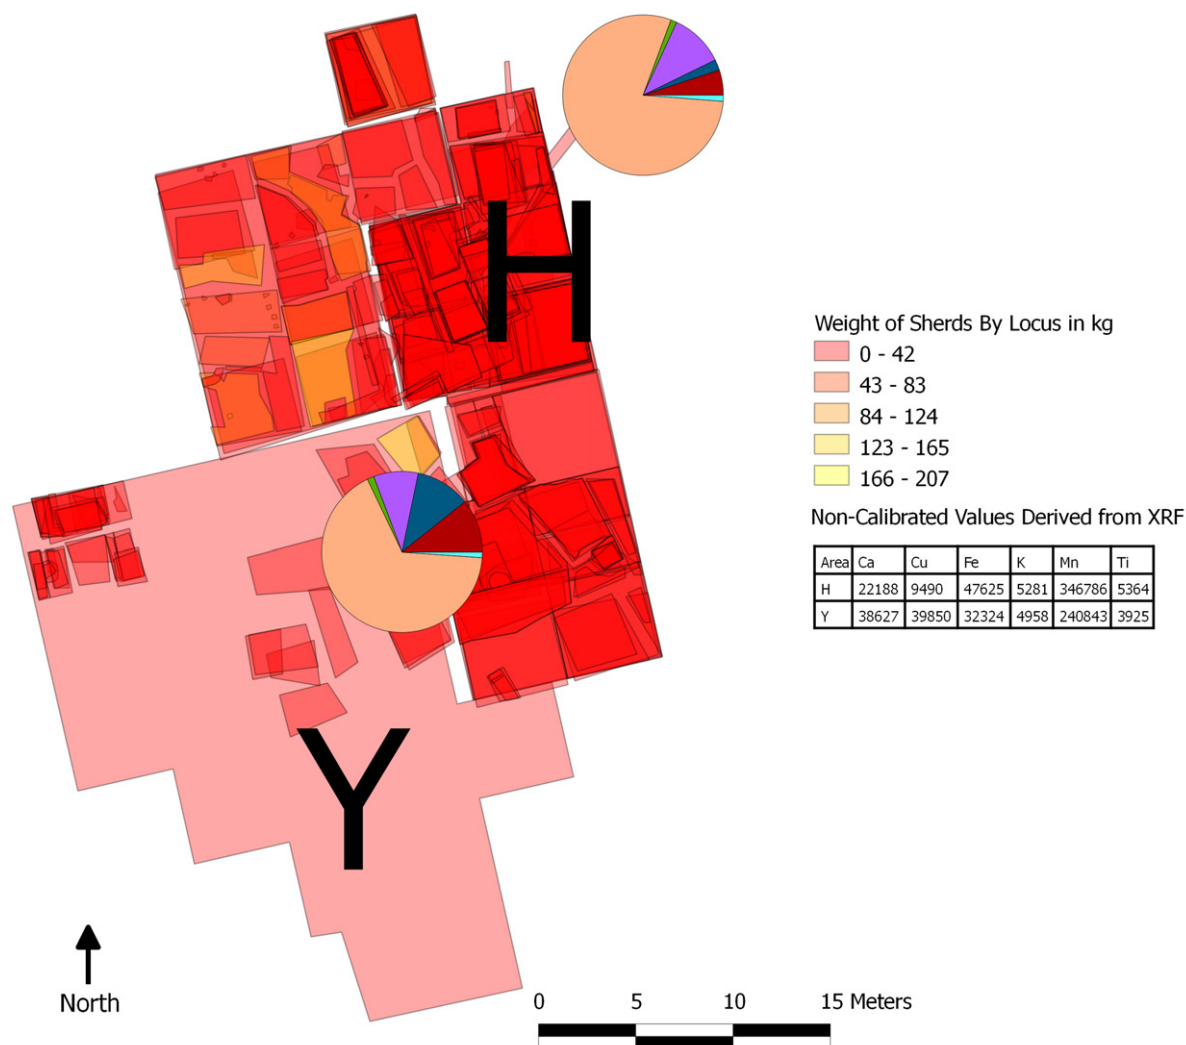 H
Weight of Sherds By Locus in kg
0 - 42
43 - 83
84 - 124
123 - 165
166 - 207
Non-Calibrated Values Derived from XRF
Area Ca Cu Fe K Mn Ti
H 22188 9490 47625 5281 346786 5364
Y 38627 39850 32324 4958 240843 3925
Y
North
0 5 10 15 Meters